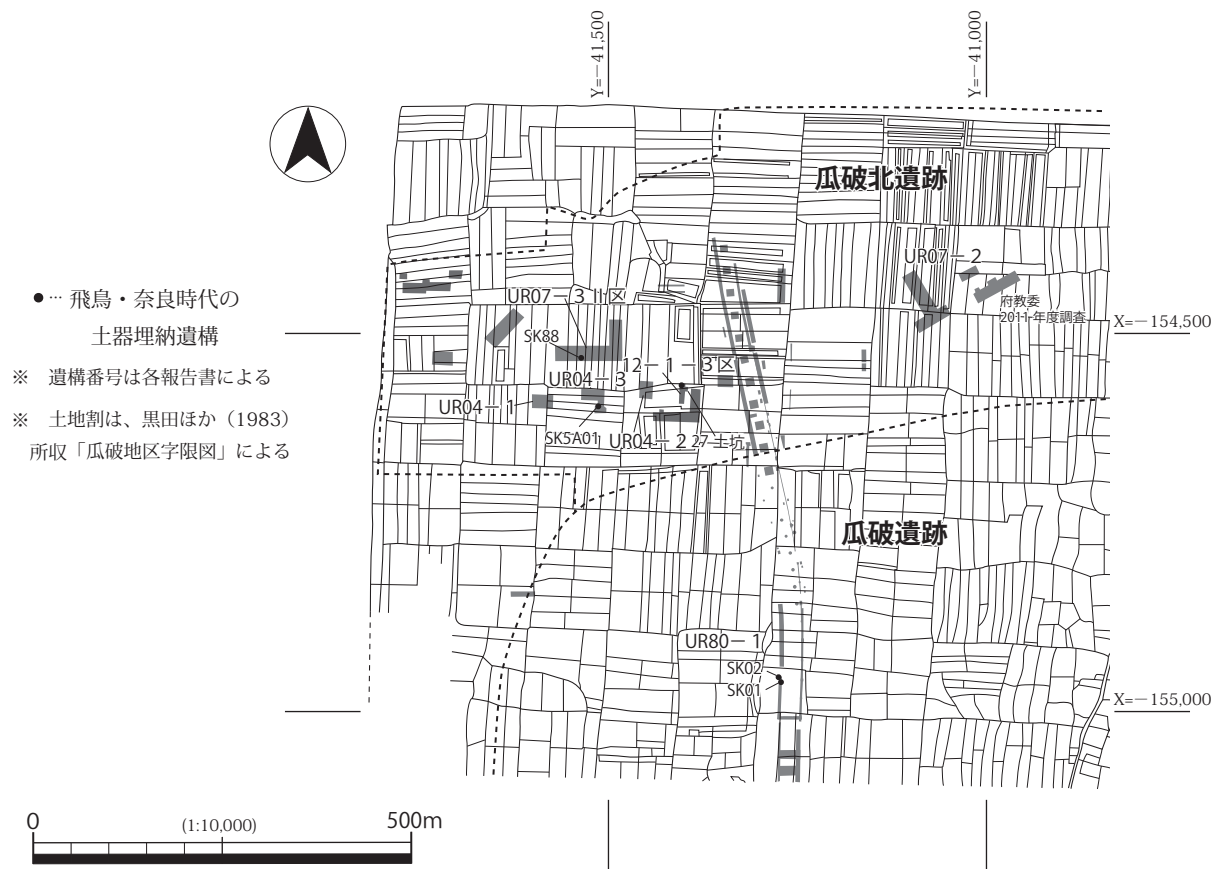 Y=－41,500
Y=－41,000
瓜破北遺跡
UR07－2
府教委
2011年度調査
● … 飛鳥・奈良時代の
土器埋納遺構
UR07－3 Ⅱ区
X=－154,500
SK88
12－1－3区
※　遺構番号は各報告書による
UR04－3
UR04－1
※　土地割は、黒田ほか（1983）
SK5A01
UR04－2
27土坑
所収「瓜破地区字限図」による
瓜破遺跡
UR80－1
SK02
SK01
X=－155,000
0
(1:10,000)
500m